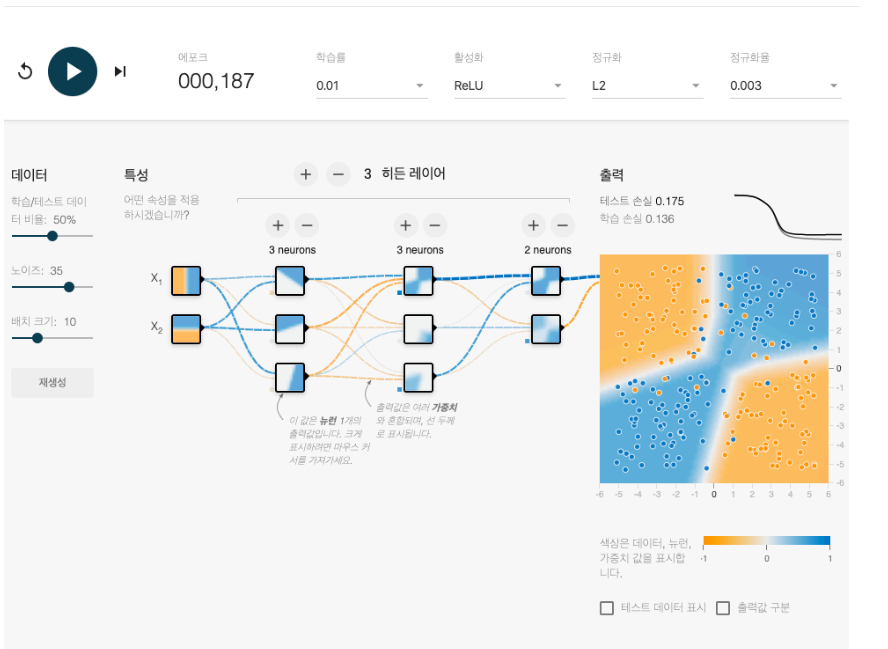 에포크
000,187
학습률
0.01
활성화
ReLU
정규화
L2
정규화율
0.003
데이터
학습/테스트 데이
터 비율: 50%
노이즈: 35
배치 크기: 10
재생성
특성
어떤 속성을 적용
하시겠습니까?
X1
X2
+ − 3 히든 레이어
+ −
3 neurons
+ −
3 neurons
+ −
2 neurons
이 값은 뉴런 1개의
출력값입니다. 크게
표시하려면 마우스 커
서를 가져가세요.
출력값은 여러 가중치
와 혼합되며, 선 두께
로 표시됩니다.
출력
테스트 손실 0.175
학습 손실 0.136
6
5
4
3
2
1
0
-1
-2
-3
-4
-5
-6
-6 -5 -4 -3 -2 -1 0 1 2 3 4 5 6
색상은 데이터, 뉴런,
가중치 값을 표시합
니다.
-1 0 1
테스트 데이터 표시
출력값 구분